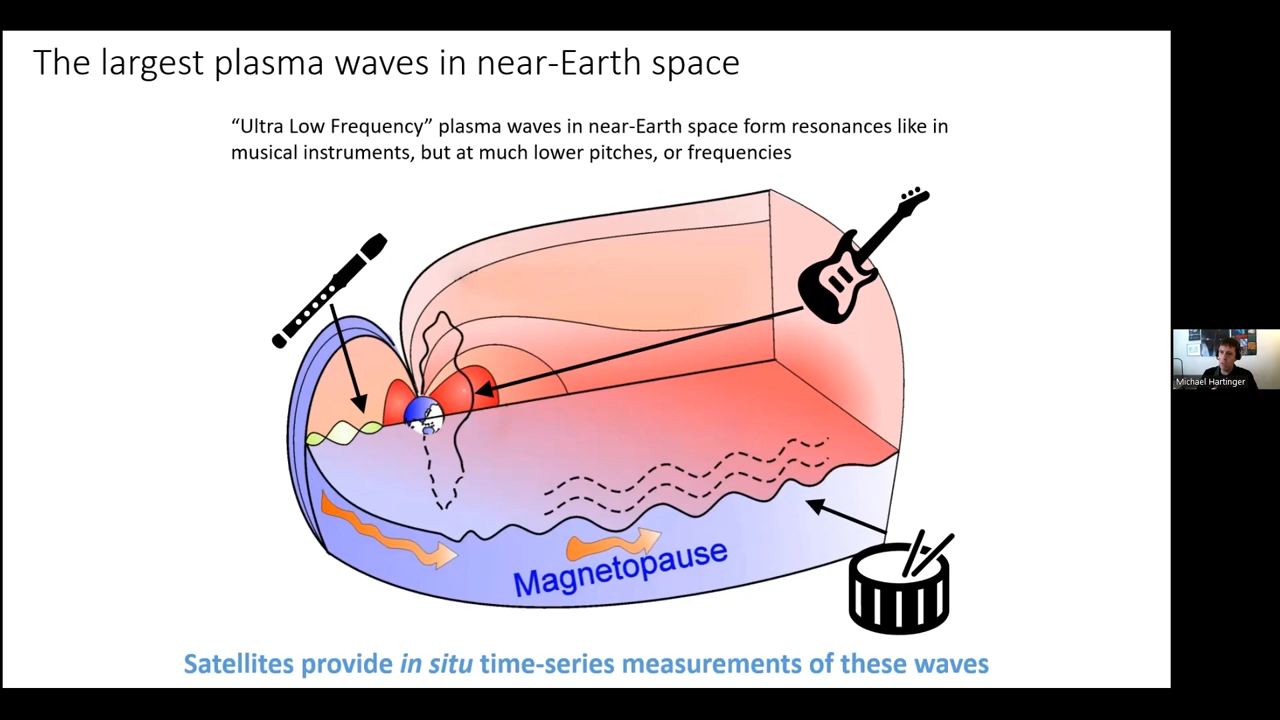 The largest plasma waves in near-Earth space
“Ultra Low Frequency” plasma waves in near-Earth space form resonances like in
musical instruments, but at much lower pitches, or frequencies
Magnetopause
Satellites provide in situ time-series measurements of these waves
Michael Hartinger